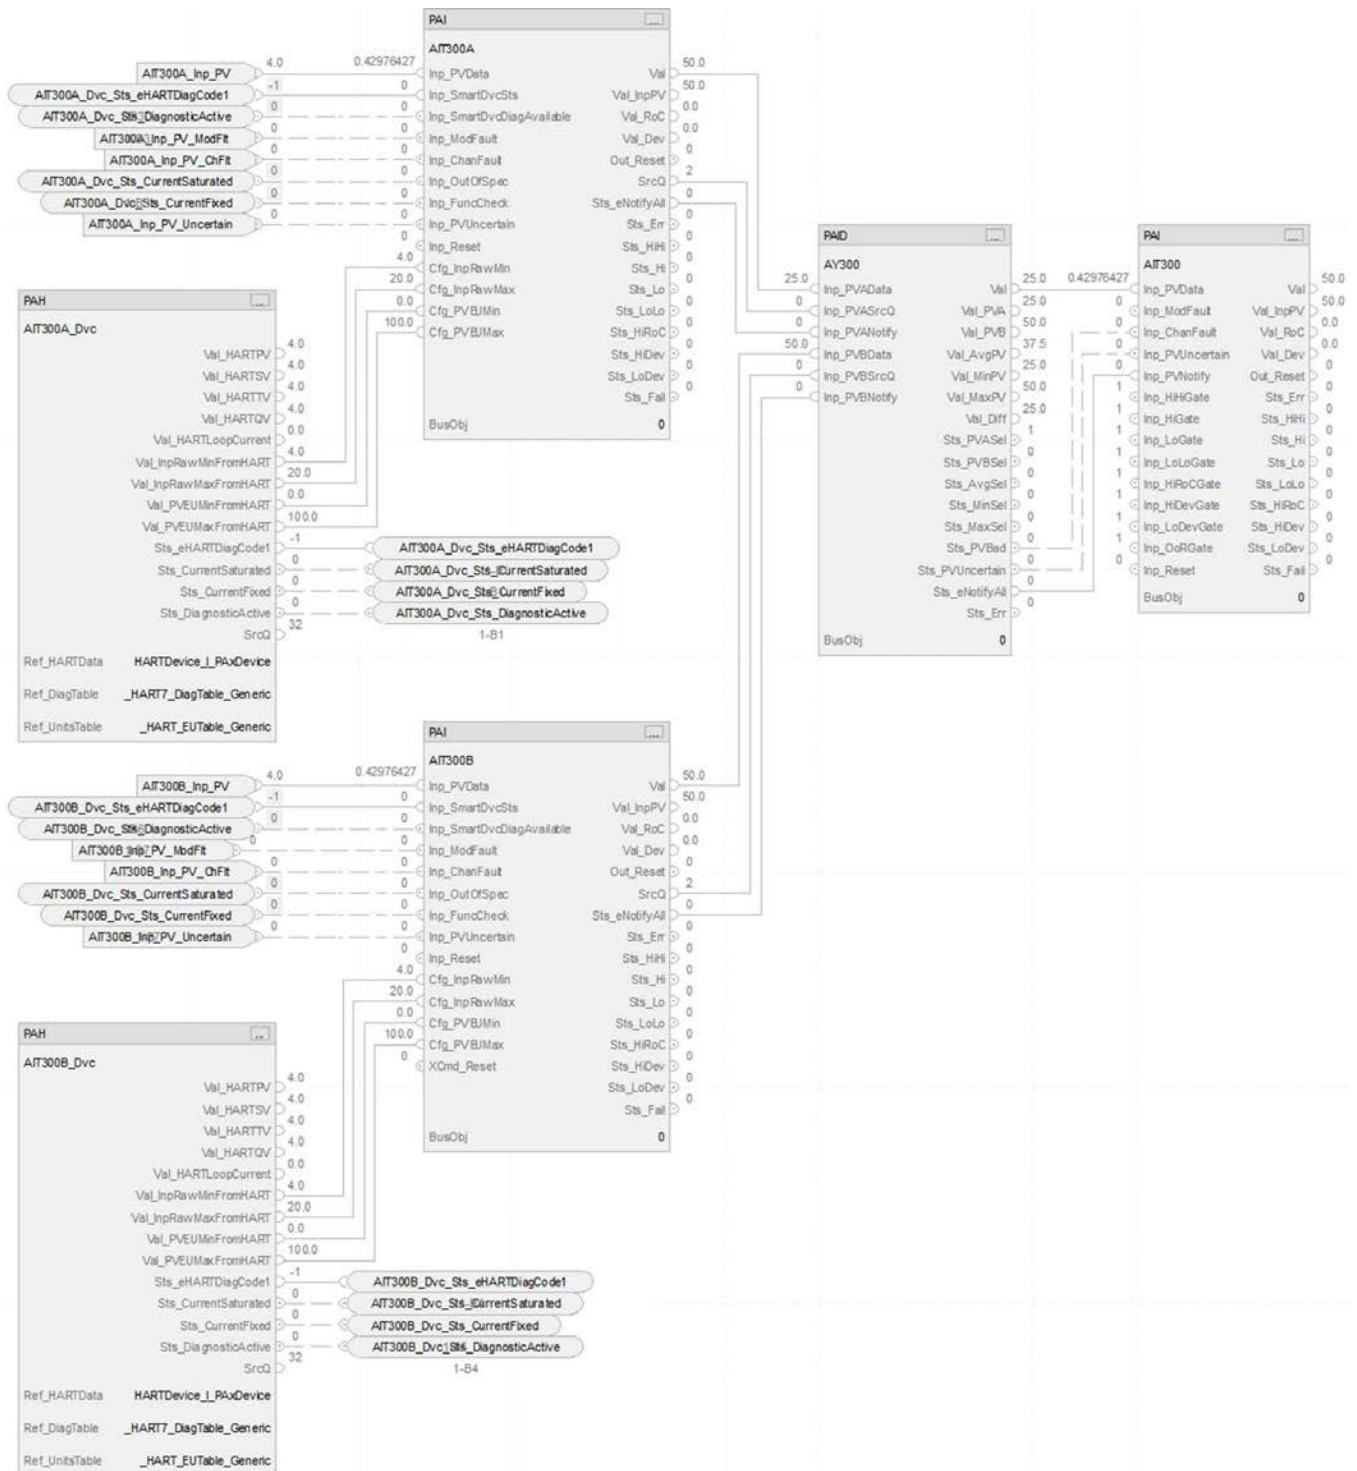 PAI ...
AIT300A
4.0 0.42976427 50.0
AIT300A_Inp_PV Inp_PVData Val
-1 0 50.0
AIT300A_Dvc_Sts_eHARTDiagCode1 Inp_SmartDvcSts Val_InpPV
0 0 0.0
Inp_SmartDvcDiagAvailable Val_RoC
0 0 0.0
Inp_ModFault Val_Dev
0 0 0
AIT300A_Inp_PV_ChFlt Inp_ChanFault Out_Reset
0 0 2
AIT300A_Dvc_Sts_CurrentSaturated Inp_OutOfSpec SrcQ
0 0 0
Inp_FuncCheck Sts_eNotifyAll
0 0 0
AIT300A_Inp_PV_Uncertain Inp_PVUncertain Sts_Err
0 0
Inp_Reset Sts_HiHi
4.0 0
Cfg_InpRawMin Sts_Hi
20.0 0
Cfg_InpRawMax Sts_Lo
0.0 0
Cfg_PVEUMin Sts_LoLo
100.0 0
Cfg_PVEUMax Sts_HiRoC
0
Sts_HiDev
0
Sts_LoDev
0
Sts_Fail
BusObj 0
PAH ...
AIT300A_Dvc
Val_HARTPV 4.0
Val_HARTSV 4.0
Val_HARTTV 4.0
Val_HARTQV 4.0
Val_HARTLoopCurrent 0.0
Val_InpRawMinFromHART 4.0
Val_InpRawMaxFromHART 20.0
Val_PVEUMinFromHART 0.0
Val_PVEUMaxFromHART 100.0
Sts_eHARTDiagCode1 -1 AIT300A_Dvc_Sts_eHARTDiagCode1
Sts_CurrentSaturated 0
Sts_CurrentFixed 0
Sts_DiagnosticActive 0 AIT300A_Dvc_Sts_DiagnosticActive
SrcQ 32 1-B1
Ref_HARTData HARTDevice_I_PAxDevice
Ref_DiagTable _HART7_DiagTable_Generic
Ref_UnitsTable _HART_EUTable_Generic
PAID ...
AY300
25.0 Inp_PVAData Val 25.0
0 Inp_PVASrcQ Val_PVA 25.0
0 Inp_PVANotify Val_PVB 50.0
50.0 Inp_PVBData Val_AvgPV 37.5
0 Inp_PVBSrcQ Val_MinPV 25.0
0 Inp_PVBNotify Val_MaxPV 50.0
Val_Diff 25.0
Sts_PVASel 1
Sts_PVBSel 0
Sts_AvgSel 0
Sts_MinSel 0
Sts_MaxSel 0
Sts_PVBad 0
Sts_PVUncertain 0
Sts_eNotifyAll 0
Sts_Err 0
BusObj 0
PAI ...
AIT300
0.42976427 Inp_PVData Val 50.0
0 Inp_ModFault Val_InpPV 50.0
0 Inp_ChanFault Val_RoC 0.0
0 Inp_PVUncertain Val_Dev 0.0
0 Inp_PVNotify Out_Reset 0
1 Inp_HiHiGate Sts_Err 0
1 Inp_HiGate Sts_HiHi 0
1 Inp_LoGate Sts_Hi 0
1 Inp_LoLoGate Sts_Lo 0
1 Inp_HiRoCGate Sts_LoLo 0
1 Inp_HiDevGate Sts_HiRoC 0
1 Inp_LoDevGate Sts_HiDev 0
1 Inp_OoRGate Sts_LoDev 0
0 Inp_Reset Sts_Fail 0
BusObj 0
PAI ...
AIT300B
4.0 0.42976427 50.0
AIT300B_Inp_PV Inp_PVData Val
-1 0 50.0
AIT300B_Dvc_Sts_eHARTDiagCode1 Inp_SmartDvcSts Val_InpPV
0 0 0.0
Inp_SmartDvcDiagAvailable Val_RoC
0 0 0.0
Inp_ModFault Val_Dev
0 0 0
AIT300B_Inp_PV_ChFlt Inp_ChanFault Out_Reset
0 0 2
AIT300B_Dvc_Sts_CurrentSaturated Inp_OutOfSpec SrcQ
0 0 0
AIT300B_Dvc_Sts_CurrentFixed Inp_FuncCheck Sts_eNotifyAll
0 0 0
Inp_PVUncertain Sts_Err
0 0
Inp_Reset Sts_HiHi
4.0 0
Cfg_InpRawMin Sts_Hi
20.0 0
Cfg_InpRawMax Sts_Lo
0.0 0
Cfg_PVEUMin Sts_LoLo
100.0 0
Cfg_PVEUMax Sts_HiRoC
0 0
XCmd_Reset Sts_HiDev
0
Sts_LoDev
0
Sts_Fail
BusObj 0
PAH ...
AIT300B_Dvc
Val_HARTPV 4.0
Val_HARTSV 4.0
Val_HARTTV 4.0
Val_HARTQV 4.0
Val_HARTLoopCurrent 0.0
Val_InpRawMinFromHART 4.0
Val_InpRawMaxFromHART 20.0
Val_PVEUMinFromHART 0.0
Val_PVEUMaxFromHART 100.0
Sts_eHARTDiagCode1 -1 AIT300B_Dvc_Sts_eHARTDiagCode1
Sts_CurrentSaturated 0
Sts_CurrentFixed 0 AIT300B_Dvc_Sts_CurrentFixed
Sts_DiagnosticActive 0
SrcQ 32 1-B4
Ref_HARTData HARTDevice_I_PAxDevice
Ref_DiagTable _HART7_DiagTable_Generic
Ref_UnitsTable _HART_EUTable_Generic